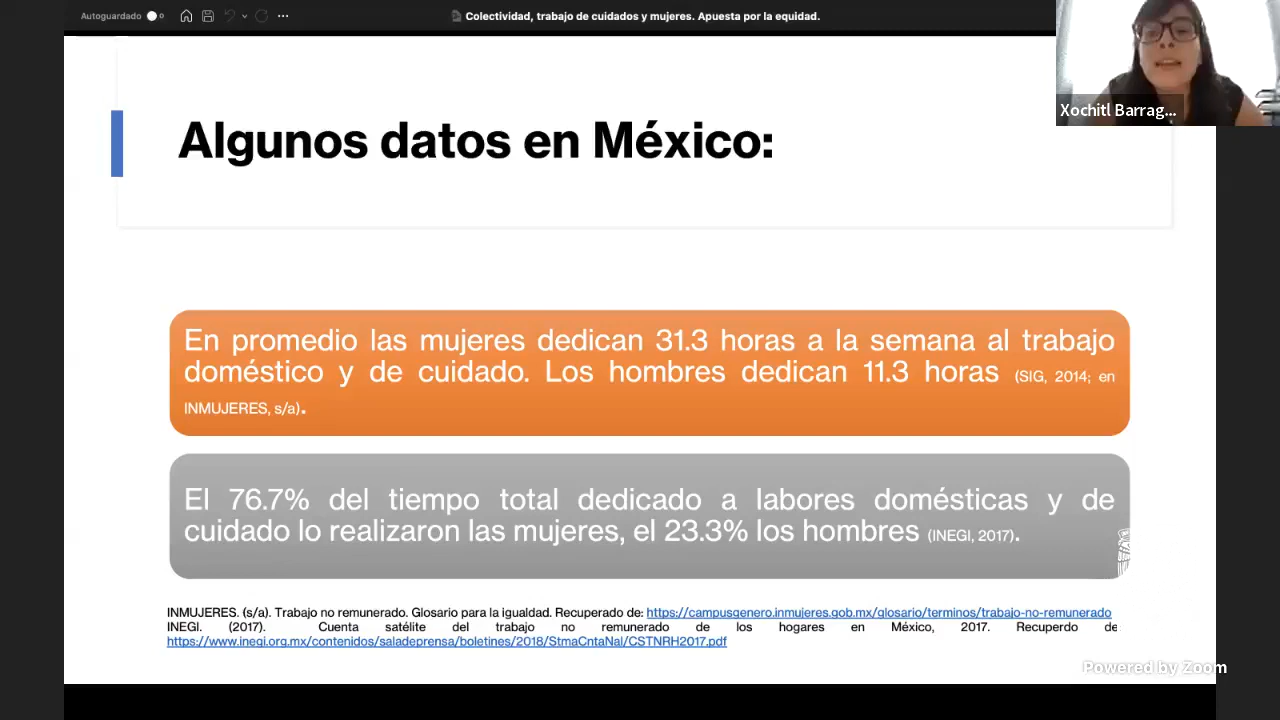 Autoguardado
Colectividad, trabajo de cuidados y mujeres. Apuesta por la equidad.
Xochitl Barrag...
Algunos datos en México:
En promedio las mujeres dedican 31.3 horas a la semana al trabajo
doméstico y de cuidado. Los hombres dedican 11.3 horas (SIG, 2014; en
INMUJERES, s/a).
El 76.7% del tiempo total dedicado a labores domésticas y de
cuidado lo realizaron las mujeres, el 23.3% los hombres (INEGI, 2017).
INMUJERES. (s/a). Trabajo no remunerado. Glosario para la igualdad. Recuperado de: https://campusgenero.inmujeres.gob.mx/glosario/terminos/trabajo-no-remunerado
INEGI. (2017). Cuenta satélite del trabajo no remunerado de los hogares en México, 2017. Recuperdo de:
https://www.inegi.org.mx/contenidos/saladeprensa/boletines/2018/StmaCntaNal/CSTNRH2017.pdf
Powered by Zoom